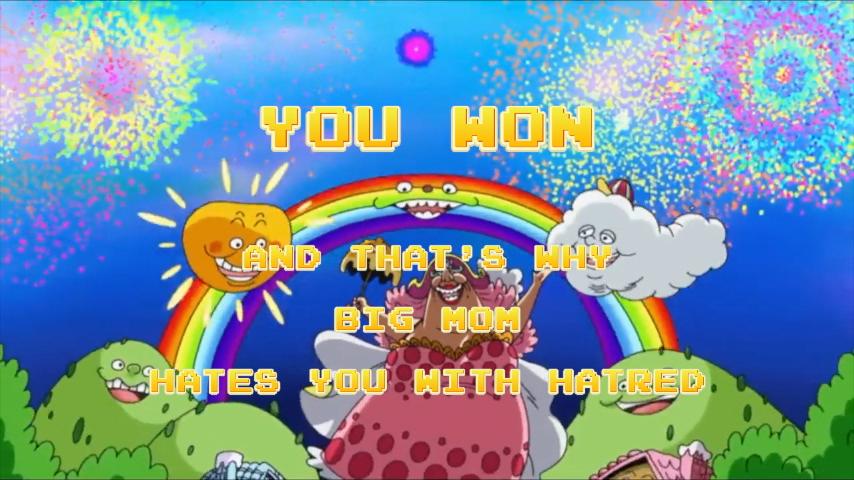 YOU WON
AND THAT'S WHY
BIG MOM
HATES YOU WITH HATRED